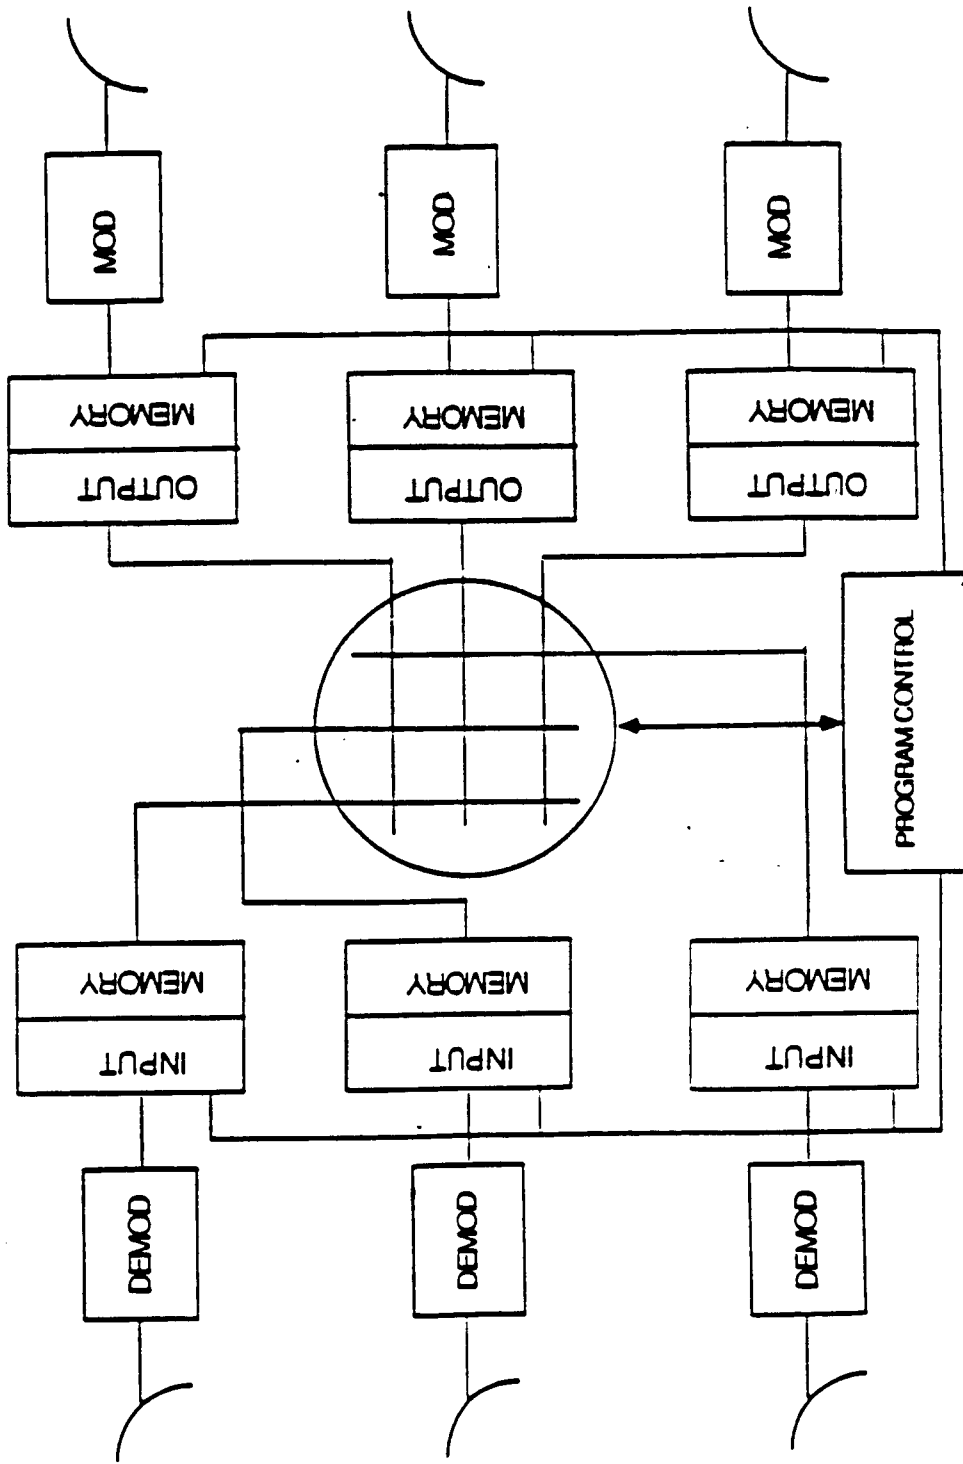 DEMOD
INPUT
MEMORY
OUTPUT
MEMORY
MOD
DEMOD
INPUT
MEMORY
OUTPUT
MEMORY
MOD
DEMOD
INPUT
MEMORY
OUTPUT
MEMORY
MOD
PROGRAM CONTROL